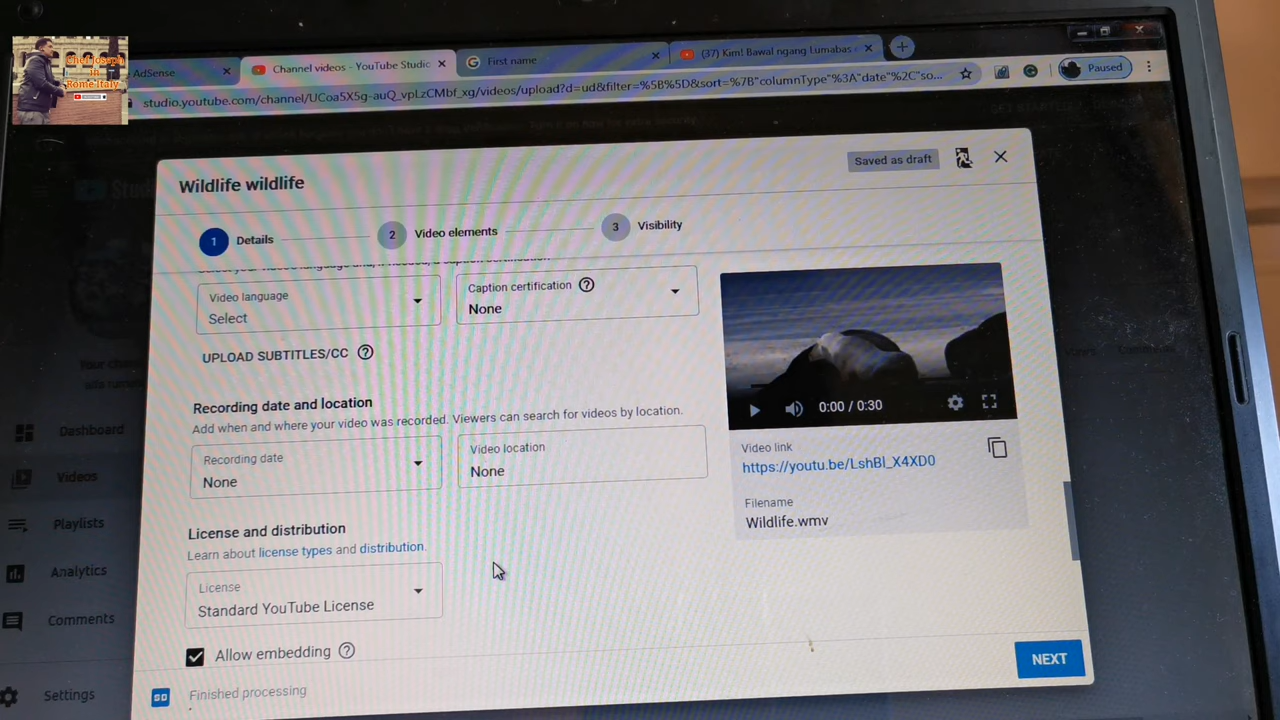 Chef Joseph
in
Rome Italy
AdSense
Channel videos - YouTube Studio
First name
(37) Kim! Bawal ngang Lumabas
studio.youtube.com/channel/UCoa5X5g-auQ_vpLzCMbf_xg/videos/upload?d=ud&filter=%5B%5D&sort=%7B"columnType"%3A"date"%2C"so...
Paused
Wildlife wildlife
Saved as draft
1 Details
2 Video elements
3 Visibility
Video language
Select
Caption certification
None
UPLOAD SUBTITLES/CC
Recording date and location
Add when and where your video was recorded. Viewers can search for videos by location.
Recording date
None
Video location
None
License and distribution
Learn about license types and distribution.
License
Standard YouTube License
Allow embedding
0:00 / 0:30
Video link
https://youtu.be/LshBl_X4XD0
Filename
Wildlife.wmv
SD Finished processing
NEXT
Dashboard
Videos
Playlists
Analytics
Comments
Settings